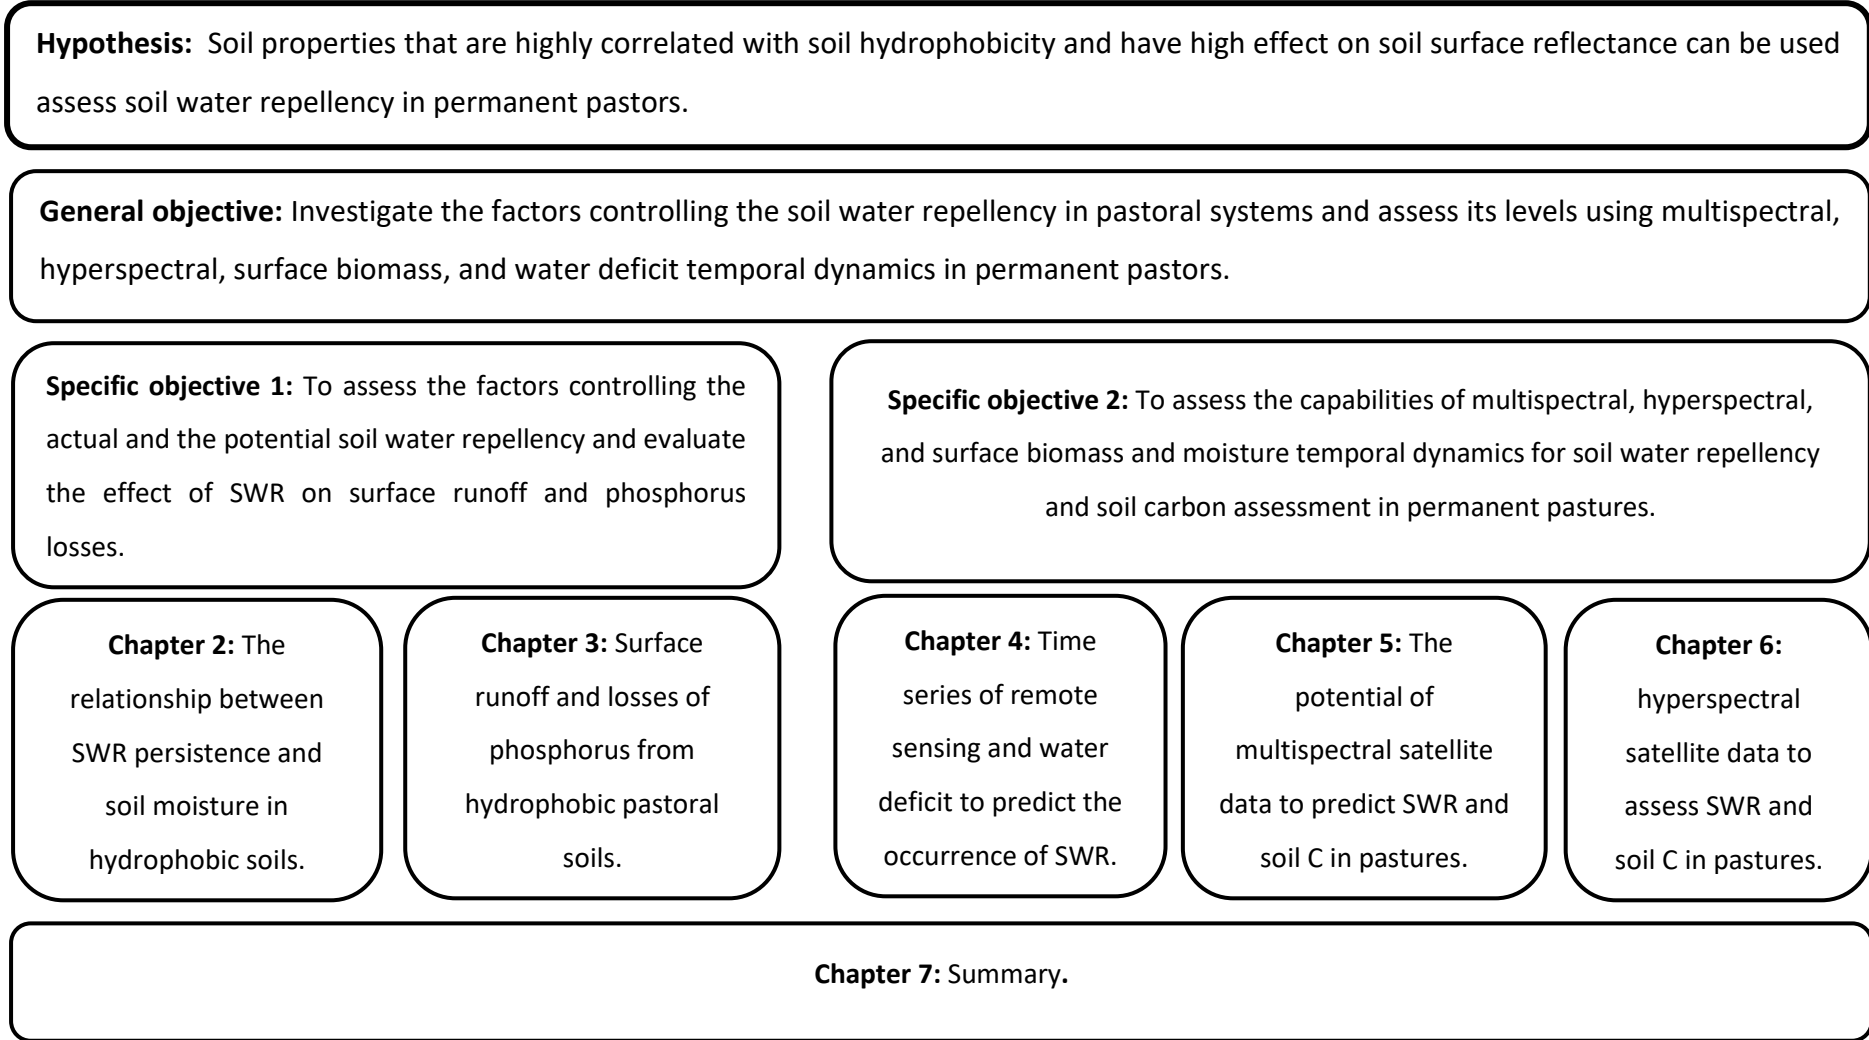 Hypothesis: Soil properties that are highly correlated with soil hydrophobicity and have high effect on soil surface reflectance can be used
assess soil water repellency in permanent pastors.
General objective: Investigate the factors controlling the soil water repellency in pastoral systems and assess its levels using multispectral,
hyperspectral, surface biomass, and water deficit temporal dynamics in permanent pastors.
Specific objective 1: To assess the factors controlling the
actual and the potential soil water repellency and evaluate
the effect of SWR on surface runoff and phosphorus
losses.
Specific objective 2: To assess the capabilities of multispectral, hyperspectral,
and surface biomass and moisture temporal dynamics for soil water repellency
and soil carbon assessment in permanent pastures.
Chapter 2: The
relationship between
SWR persistence and
soil moisture in
hydrophobic soils.
Chapter 3: Surface
runoff and losses of
phosphorus from
hydrophobic pastoral
soils.
Chapter 4: Time
series of remote
sensing and water
deficit to predict the
occurrence of SWR.
Chapter 5: The
potential of
multispectral satellite
data to predict SWR and
soil C in pastures.
Chapter 6:
hyperspectral
satellite data to
assess SWR and
soil C in pastures.
Chapter 7: Summary.